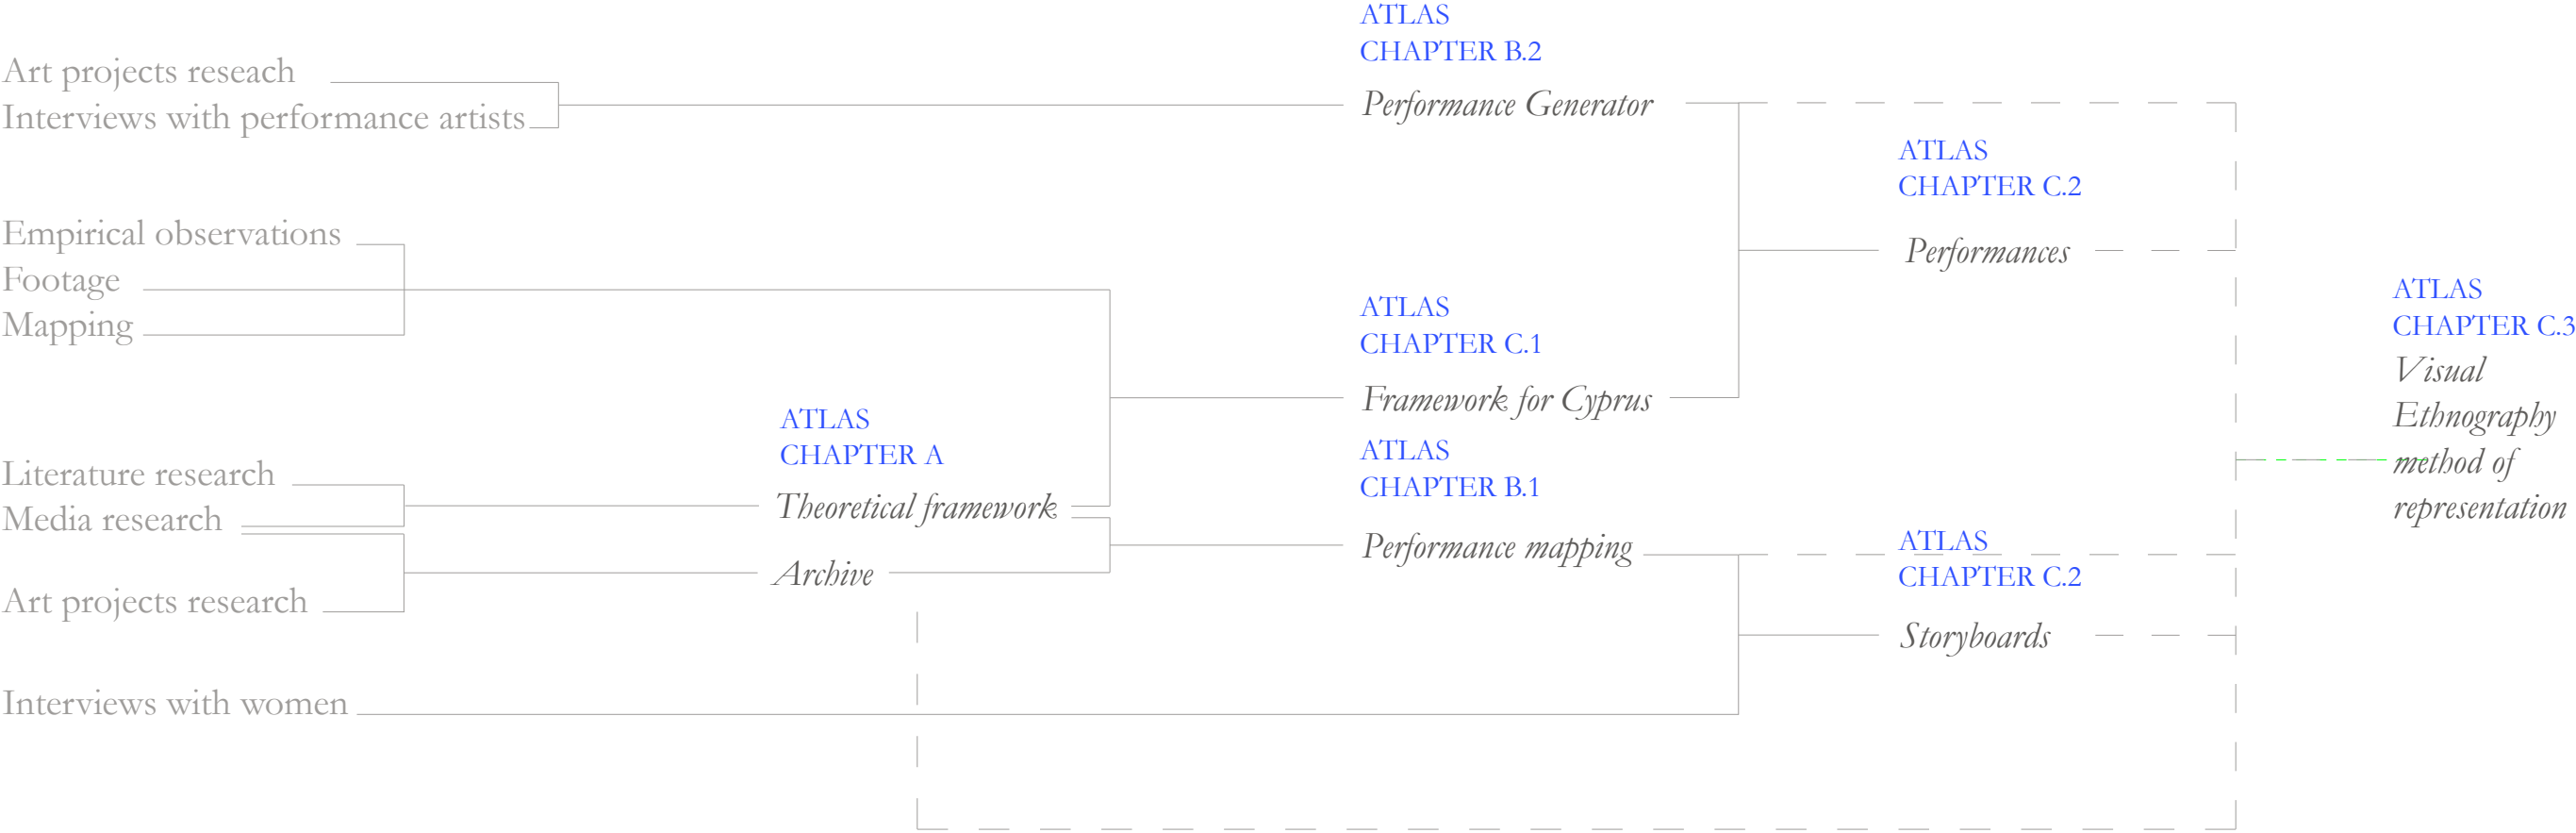 Art projects reseach
Interviews with performance artists
Empirical observations
Footage
Mapping
Literature research
Media research
Art projects research
Interviews with women
ATLAS
CHAPTER A
Theoretical framework
Archive
ATLAS
CHAPTER B.2
Performance Generator
ATLAS
CHAPTER C.1
Framework for Cyprus
ATLAS
CHAPTER B.1
Performance mapping
ATLAS
CHAPTER C.2
Performances
ATLAS
CHAPTER C.2
Storyboards
ATLAS
CHAPTER C.3
Visual
Ethnography
method of
representation